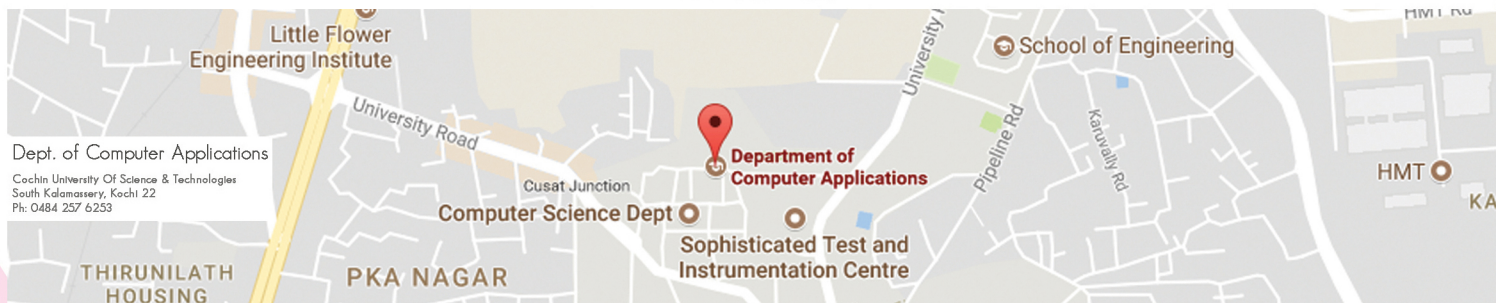 HMT Rd
Little Flower
Engineering Institute
University R
School of Engineering
University Road
Pipeline Rd
Karuvally Rd
Dept. of Computer Applications
Cochin University Of Science & Technologies
South Kalamassery, Kochi 22
Ph: 0484 257 6253
Department of
Computer Applications
HMT
Cusat Junction
KA
Computer Science Dept
Sophisticated Test and
Instrumentation Centre
THIRUNILATH
HOUSING
PKA NAGAR